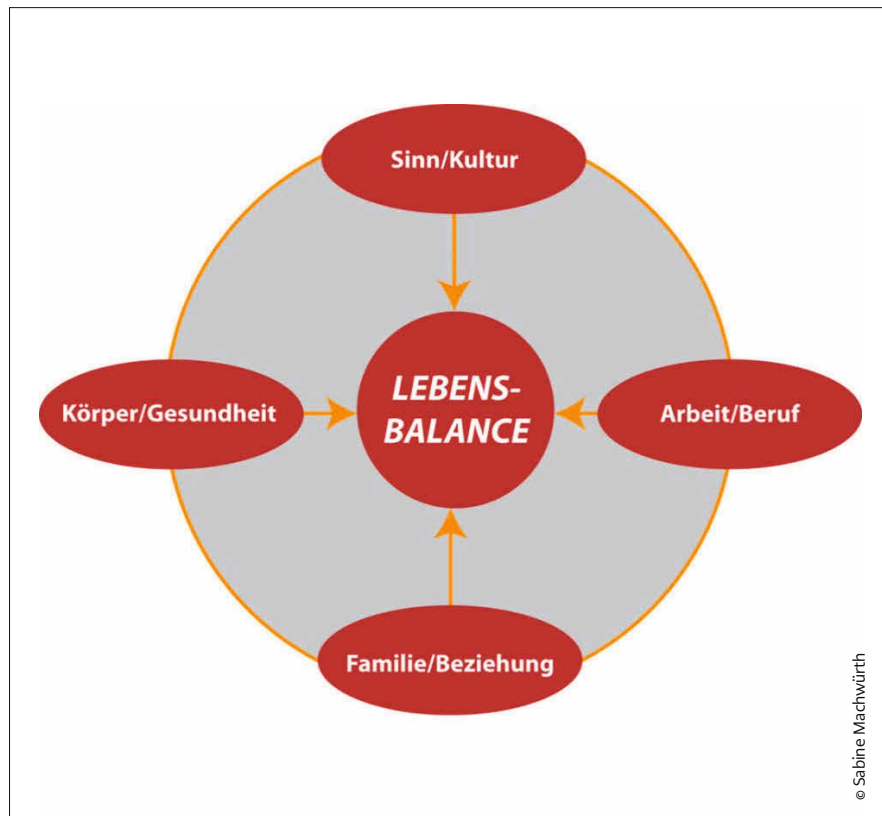 Sinn/Kultur
Körper/Gesundheit
LEBENS-
BALANCE
Arbeit/Beruf
Familie/Beziehung
© Sabine Machwürth